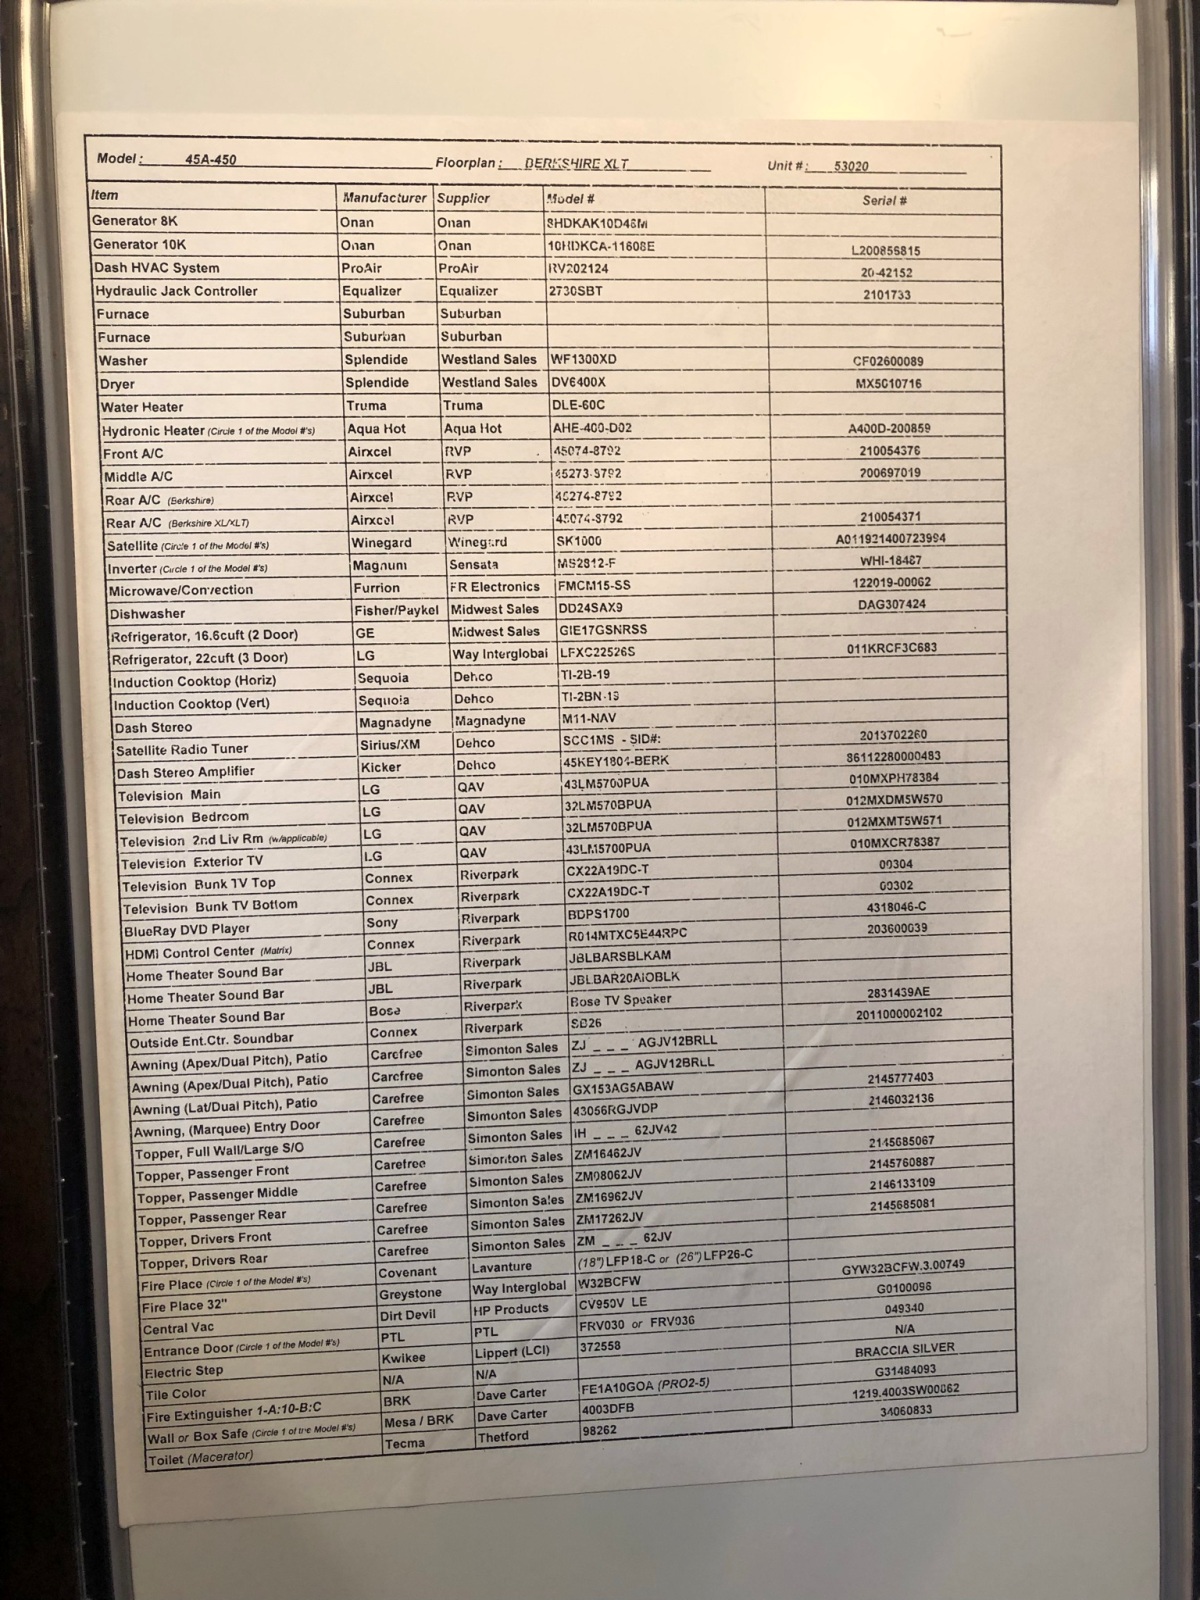 Model: 45A-450 Floorplan: BERKSHIRE XLT Unit #: 53020
Item Manufacturer Supplier Model # Serial #
Generator 8K Onan Onan
Generator 10K Onan Onan 10HDKCA-11608E L200856815
Dash HVAC System ProAir ProAir RV202124 20-42152
Hydraulic Jack Controller Equalizer Equalizer 2730SBT 2101733
Furnace Suburban Suburban
Furnace Suburban Suburban
Washer Splendide Westland Sales WF1300XD CF02600089
Dryer Splendide Westland Sales DV6400X MX5010716
Water Heater Truma Truma DLE-60C
Hydronic Heater (Circle 1 of the Model #'s) Aqua Hot Aqua Hot AHE-400-D02 A400D-200859
Front A/C Airxcel RVP 45074-8792 210054376
Middle A/C Airxcel RVP 45273-8792 200697019
Rear A/C (Berkshire) Airxcel RVP 45274-8792
Rear A/C (Berkshire XL/XLT) Airxcel RVP 45074-8792 210054371
Satellite (Circle 1 of the Model #'s) Winegard Winegard SK1000 A011921400723994
Inverter (Circle 1 of the Model #'s) Magnum Sensata MS2812-F WHI-18467
Microwave/Convection Furrion FR Electronics FMCM15-SS 122019-00062
Dishwasher Fisher/Paykel Midwest Sales DD24SAX9 DAG307424
Refrigerator, 16.6cuft (2 Door) GE Midwest Sales GIE17GSNRSS
Refrigerator, 22cuft (3 Door) LG Way Interglobal LFXC22526S 011KRCF3C683
Induction Cooktop (Horiz) Sequoia Dehco TI-2B-19
Induction Cooktop (Vert) Sequoia Dehco TI-2BN-19
Dash Stereo Magnadyne Magnadyne M11-NAV
Satellite Radio Tuner Sirius/XM Dehco SCC1MS - SID#: 2013702260
Dash Stereo Amplifier Kicker Dehco 45KEY1804-BERK 86112280000483
Television Main LG QAV 43LM5700PUA 010MXPH78384
Television Bedroom LG QAV 32LM570BPUA 012MXDM5W570
Television 2nd Liv Rm (w/applicable) LG QAV 32LM570BPUA 012MXMT5W571
Television Exterior TV LG QAV 43LM5700PUA 010MXCR78387
Television Bunk TV Top Connex Riverpark CX22A19DC-T 00304
Television Bunk TV Bottom Connex Riverpark CX22A19DC-T 00302
BlueRay DVD Player Sony Riverpark BDPS1700 4318046-C
HDMI Control Center (Matrix) Connex Riverpark R014MTXC5E44RPC 203600039
Home Theater Sound Bar JBL Riverpark JBLBARSBLKAM
Home Theater Sound Bar JBL Riverpark JBLBAR20AIOBLK
Home Theater Sound Bar Bose Riverpark Bose TV Speaker 2831439AE
Outside Ent.Ctr. Soundbar Connex Riverpark SB26 2011000002102
Awning (Apex/Dual Pitch), Patio Carefree Simonton Sales ZJ _ _ _ AGJV12BRLL
Awning (Apex/Dual Pitch), Patio Carefree Simonton Sales ZJ _ _ _ AGJV12BRLL
Awning (Lat/Dual Pitch), Patio Carefree Simonton Sales GX153AG5ABAW 2145777403
Awning, (Marquee) Entry Door Carefree Simonton Sales 43056RGJVDP 2146032136
Topper, Full Wall/Large S/O Carefree Simonton Sales IH _ _ _ 62JV42
Topper, Passenger Front Carefree Simonton Sales ZM16462JV 2145685067
Topper, Passenger Middle Carefree Simonton Sales ZM08062JV 2145760887
Topper, Passenger Rear Carefree Simonton Sales ZM16962JV 2146133109
Topper, Drivers Front Carefree Simonton Sales ZM17262JV 2145685081
Topper, Drivers Rear Carefree Simonton Sales ZM _ _ _ 62JV
Fire Place (Circle 1 of the Model #'s) Covenant Lavanture (18") LFP18-C or (26") LFP26-C
Fire Place 32" Greystone Way Interglobal W32BCFW GYW32BCFW.3.00749
Central Vac Dirt Devil HP Products CV950V LE G0100096
Entrance Door (Circle 1 of the Model #'s) PTL PTL FRV030 or FRV036 049340
Electric Step Kwikee Lippert (LCI) 372558 N/A
Tile Color N/A N/A BRACCIA SILVER
Fire Extinguisher 1-A:10-B:C BRK Dave Carter FE1A10GOA (PRO2-5) G31484093
Wall or Box Safe (Circle 1 of the Model #'s) Mesa / BRK Dave Carter 4003DFB 1219.4003SW00862
Toilet (Macerator) Tecma Thetford 98262 34060833